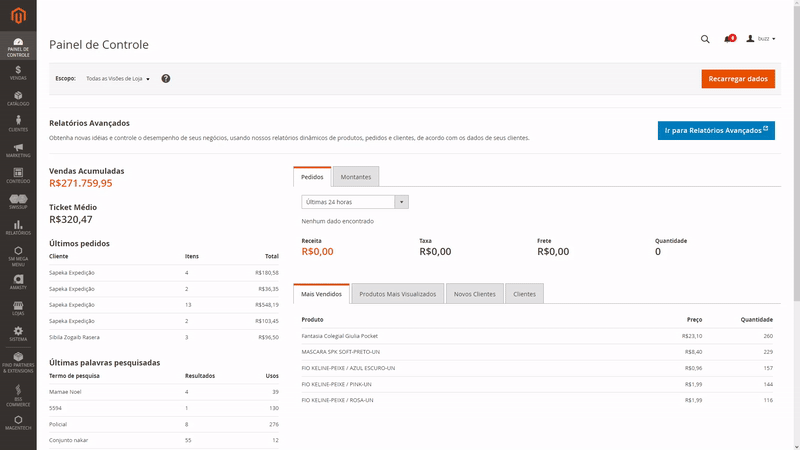 PAINEL DE CONTROLE
VENDAS
CATÁLOGO
CLIENTES
MARKETING
CONTEÚDO
SWISSUP
RELATÓRIOS
SM MEGA MENU
AMASTY
LOJAS
SISTEMA
FIND PARTNERS & EXTENSIONS
BSS COMMERCE
MAGENTECH
Painel de Controle
buzz
Escopo: Todas as Visões de Loja ?
Recarregar dados
Relatórios Avançados
Obtenha novas idéias e controle o desempenho de seus negócios, usando nossos relatórios dinâmicos de produtos, pedidos e clientes, de acordo com os dados de seus clientes.
Ir para Relatórios Avançados
Vendas Acumuladas
R$271.759,95
Ticket Médio
R$320,47
Últimos pedidos
Cliente Itens Total
Sapeka Expedição 4 R$180,58
Sapeka Expedição 2 R$36,35
Sapeka Expedição 13 R$548,19
Sapeka Expedição 2 R$103,45
Sibila Zogaib Racera 3 R$96,50
Últimas palavras pesquisadas
Termo de pesquisa Resultados Usos
Mamae Noel 4 39
5594 1 130
Policial 8 276
Conjunto nakar 55 12
Pedidos Montantes
Últimas 24 horas
Nenhum dado encontrado
Receita Taxa Frete Quantidade
R$0,00 R$0,00 R$0,00 0
Mais Vendidos Produtos Mais Visualizados Novos Clientes Clientes
Produto Preço Quantidade
Fantasia Colegial Giulia Pocket R$23,10 260
MASCARA SPK SOFT-PRETO-UN R$8,40 229
FIO KELINE-PEIXE / AZUL ESCURO-UN R$0,96 157
FIO KELINE-PEIXE / PINK-UN R$1,99 144
FIO KELINE-PEIXE / ROSA-UN R$1,99 116